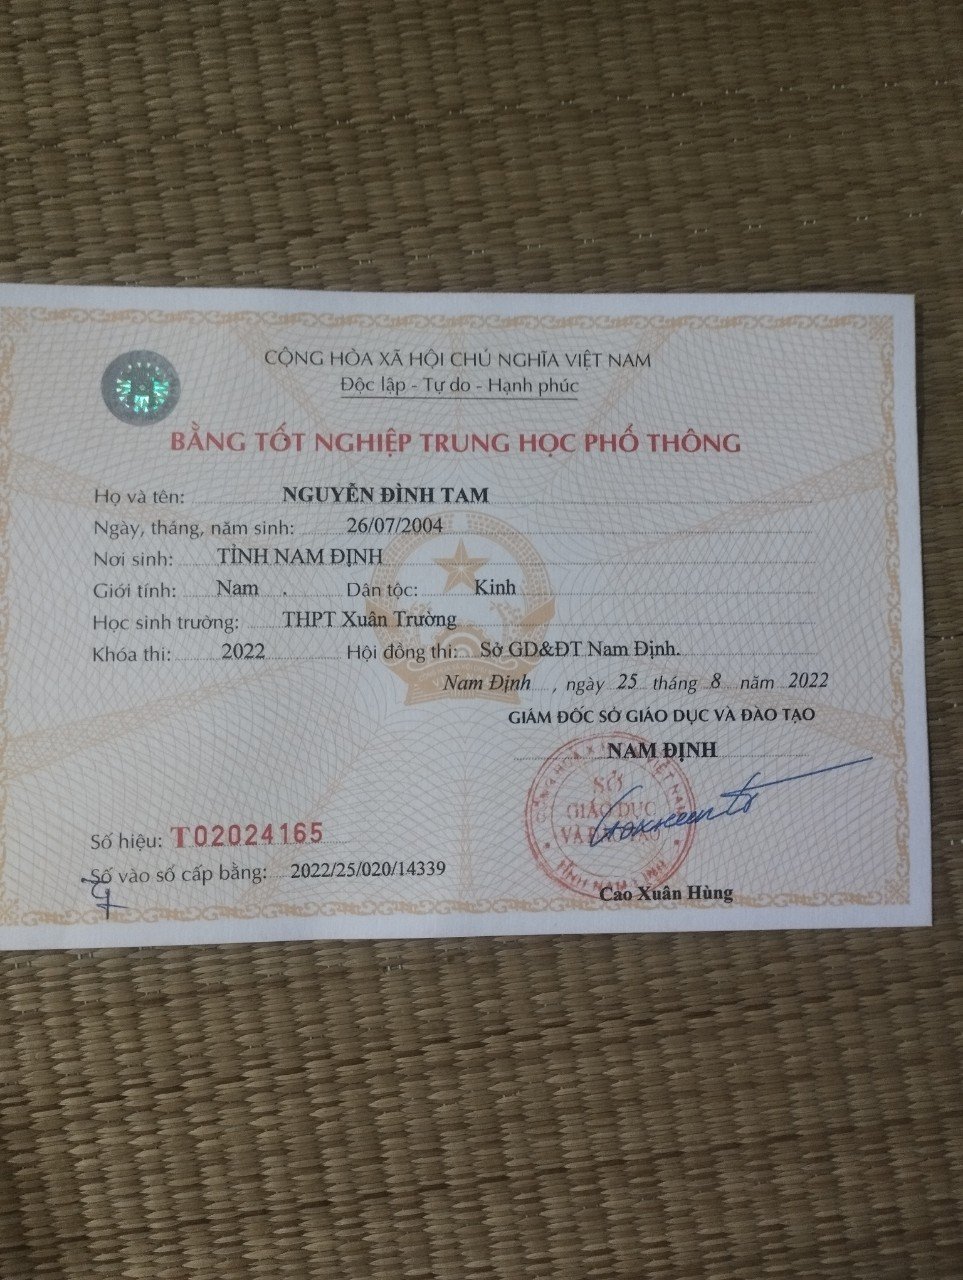 CỘNG HÒA XÃ HỘI CHỦ NGHĨA VIỆT NAM
Độc lập - Tự do - Hạnh phúc
BẰNG TỐT NGHIỆP TRUNG HỌC PHỔ THÔNG
Họ và tên: NGUYỄN ĐÌNH TAM
Ngày, tháng, năm sinh: 26/07/2004
Nơi sinh: TỈNH NAM ĐỊNH
Giới tính: Nam . Dân tộc: Kinh
Học sinh trường: THPT Xuân Trường
Khóa thi: 2022 Hội đồng thi: Sở GD&ĐT Nam Định.
Nam Định , ngày 25 tháng 8 năm 2022
GIÁM ĐỐC SỞ GIÁO DỤC VÀ ĐÀO TẠO
NAM ĐỊNH
SỞ
GIÁO DỤC
VÀ ĐÀO TẠO
Số hiệu: T02024165
Số vào sổ cấp bằng: 2022/25/020/14339
Cao Xuân Hùng